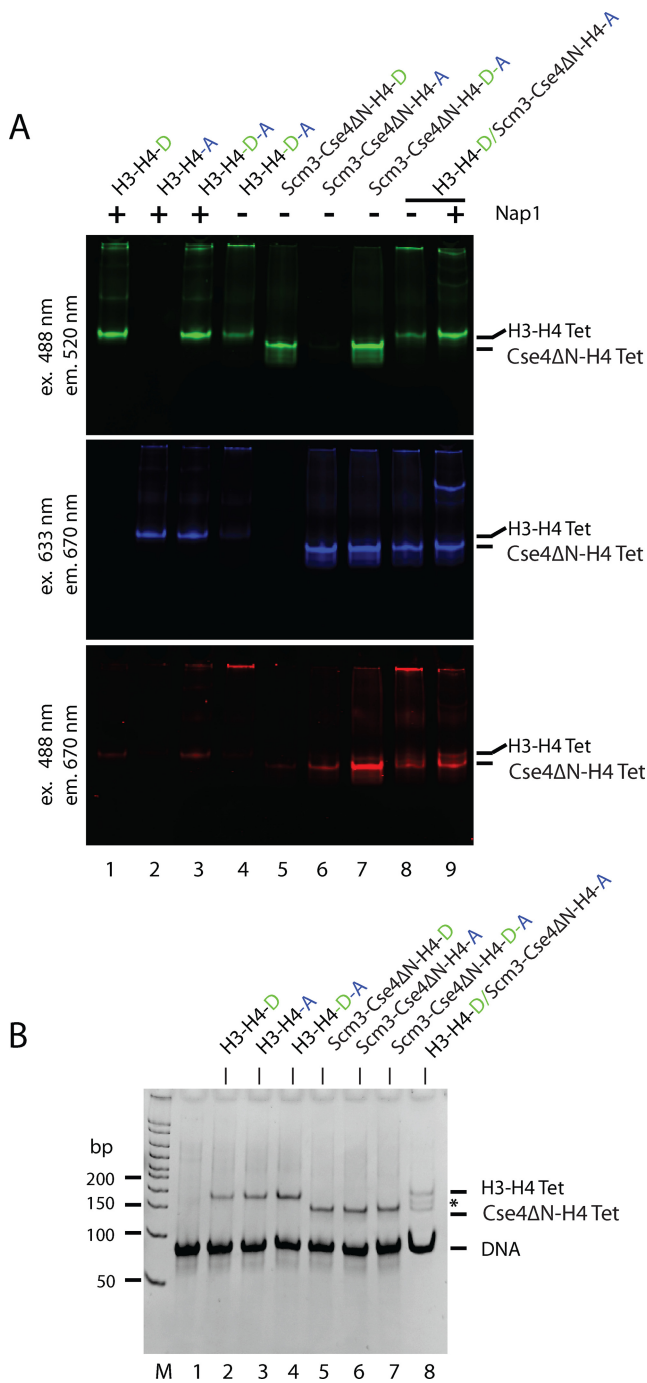 A
H3-H4-D
H3-H4-A
H3-H4-D-A
H3-H4-D-A
Scm3-Cse4ΔN-H4-D
Scm3-Cse4ΔN-H4-A
Scm3-Cse4ΔN-H4-D-A
H3-H4-D/Scm3-Cse4ΔN-H4-A
+ + + - - - - - + Nap1
ex. 488 nm
em. 520 nm
H3-H4 Tet
Cse4ΔN-H4 Tet
ex. 633 nm
em. 670 nm
H3-H4 Tet
Cse4ΔN-H4 Tet
ex. 488 nm
em. 670 nm
H3-H4 Tet
Cse4ΔN-H4 Tet
1 2 3 4 5 6 7 8 9
B
H3-H4-D
H3-H4-A
H3-H4-D-A
Scm3-Cse4ΔN-H4-D
Scm3-Cse4ΔN-H4-A
Scm3-Cse4ΔN-H4-D-A
H3-H4-D/Scm3-Cse4ΔN-H4-A
bp
200
150
100
50
H3-H4 Tet
*
Cse4ΔN-H4 Tet
DNA
M 1 2 3 4 5 6 7 8